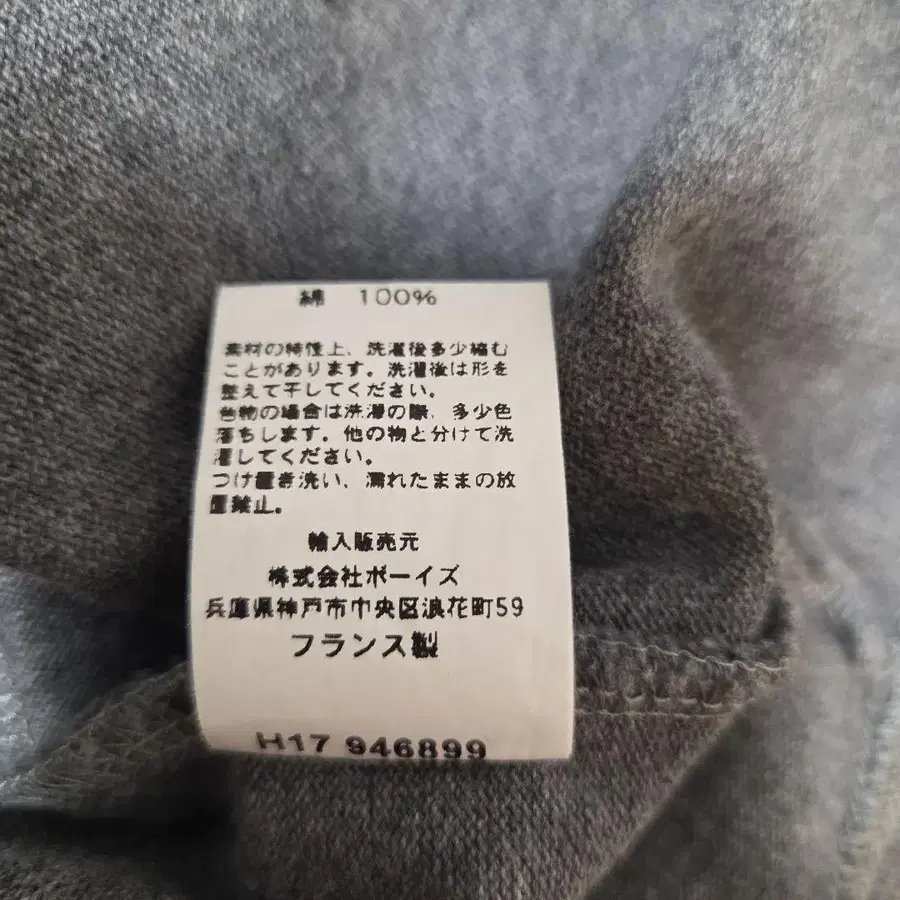 綿 100%
素材の特性上、洗濯後多少縮む
ことがあります。洗濯後は形を
整えて干してください。
色物の場合は洗濯の際、多少色
落ちします。他の物と分けて洗
濯してください。
つけ置き洗い、濡れたままの放
置禁止。
輸入販売元
株式会社ボーイズ
兵庫県神戸市中央区浪花町59
フランス製
H17 946899